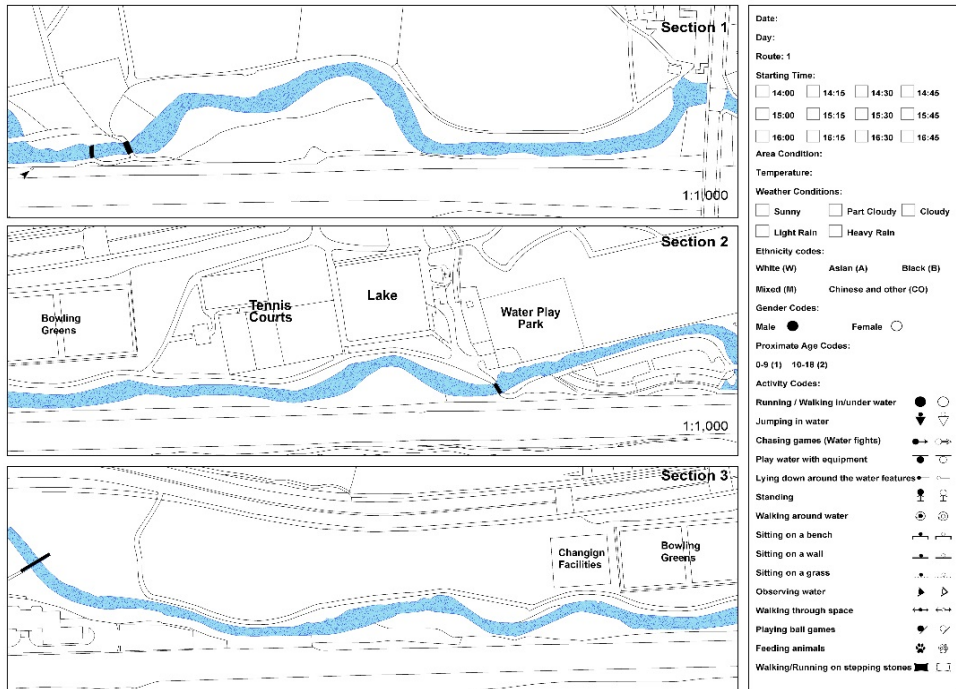 Section 1
1:1,000
Section 2
Bowling
Greens
Tennis
Courts
Lake
Water Play
Park
1:1,000
Section 3
Changign
Facilities
Bowling
Greens
Date:
Day:
Route: 1
Starting Time:
14:00 14:15 14:30 14:45
15:00 15:15 15:30 15:45
16:00 16:15 16:30 16:45
Area Condition:
Temperature:
Weather Conditions:
Sunny Part Cloudy Cloudy
Light Rain Heavy Rain
Ethnicity codes:
White (W) Asian (A) Black (B)
Mixed (M) Chinese and other (CO)
Gender Codes:
Male Female
Proximate Age Codes:
0-9 (1) 10-18 (2)
Activity Codes:
Running / Walking in/under water
Jumping in water
Chasing games (Water fights)
Play water with equipment
Lying down around the water features
Standing
Walking around water
Sitting on a bench
Sitting on a wall
Sitting on a grass
Observing water
Walking through space
Playing ball games
Feeding animals
Walking/Running on stepping stones